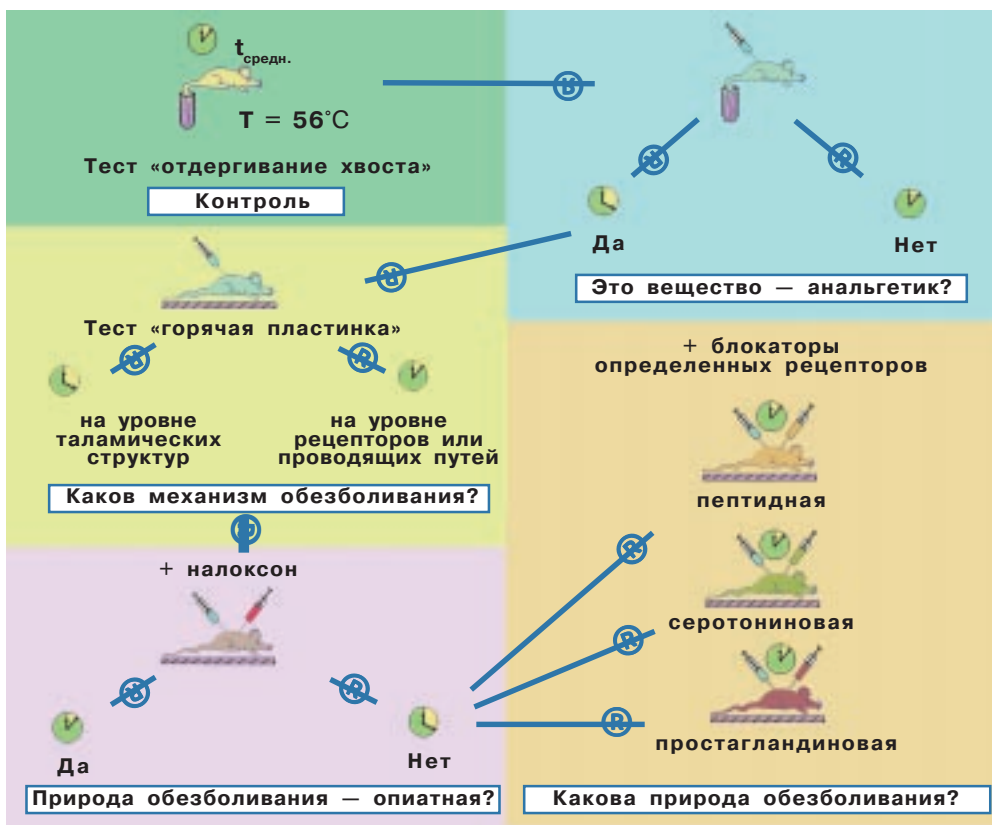 t средн.
T = 56°C
Тест «отдергивание хвоста»
Контроль
Да
Нет
Это вещество — анальгетик?
Тест «горячая пластинка»
на уровне
таламических
структур
на уровне
рецепторов или
проводящих путей
Каков механизм обезболивания?
+ налоксон
Да
Нет
Природа обезболивания — опиатная?
+ блокаторы
определенных рецепторов
пептидная
серотониновая
простагландиновая
Какова природа обезболивания?
R
R
R
R
R
R
R
R
R
R
R
R